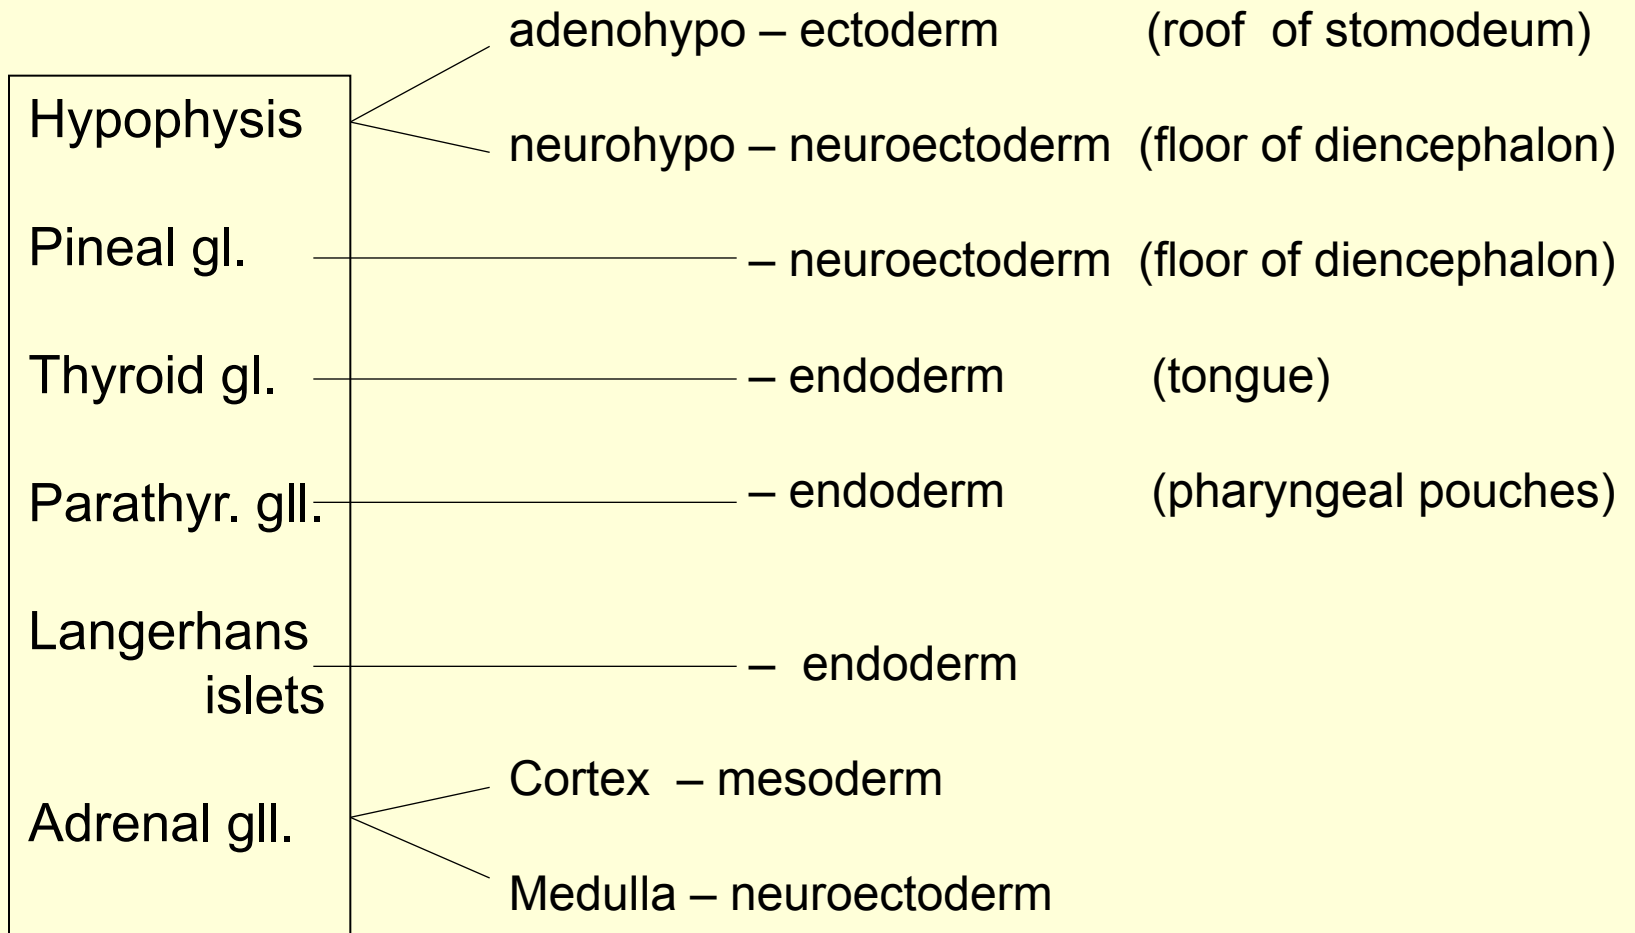 adenohypo – ectoderm (roof of stomodeum)
Hypophysis
neurohypo – neuroectoderm (floor of diencephalon)
Pineal gl. – neuroectoderm (floor of diencephalon)
Thyroid gl. – endoderm (tongue)
Parathyr. gll. – endoderm (pharyngeal pouches)
Langerhans
islets – endoderm
Cortex – mesoderm
Adrenal gll.
Medulla – neuroectoderm